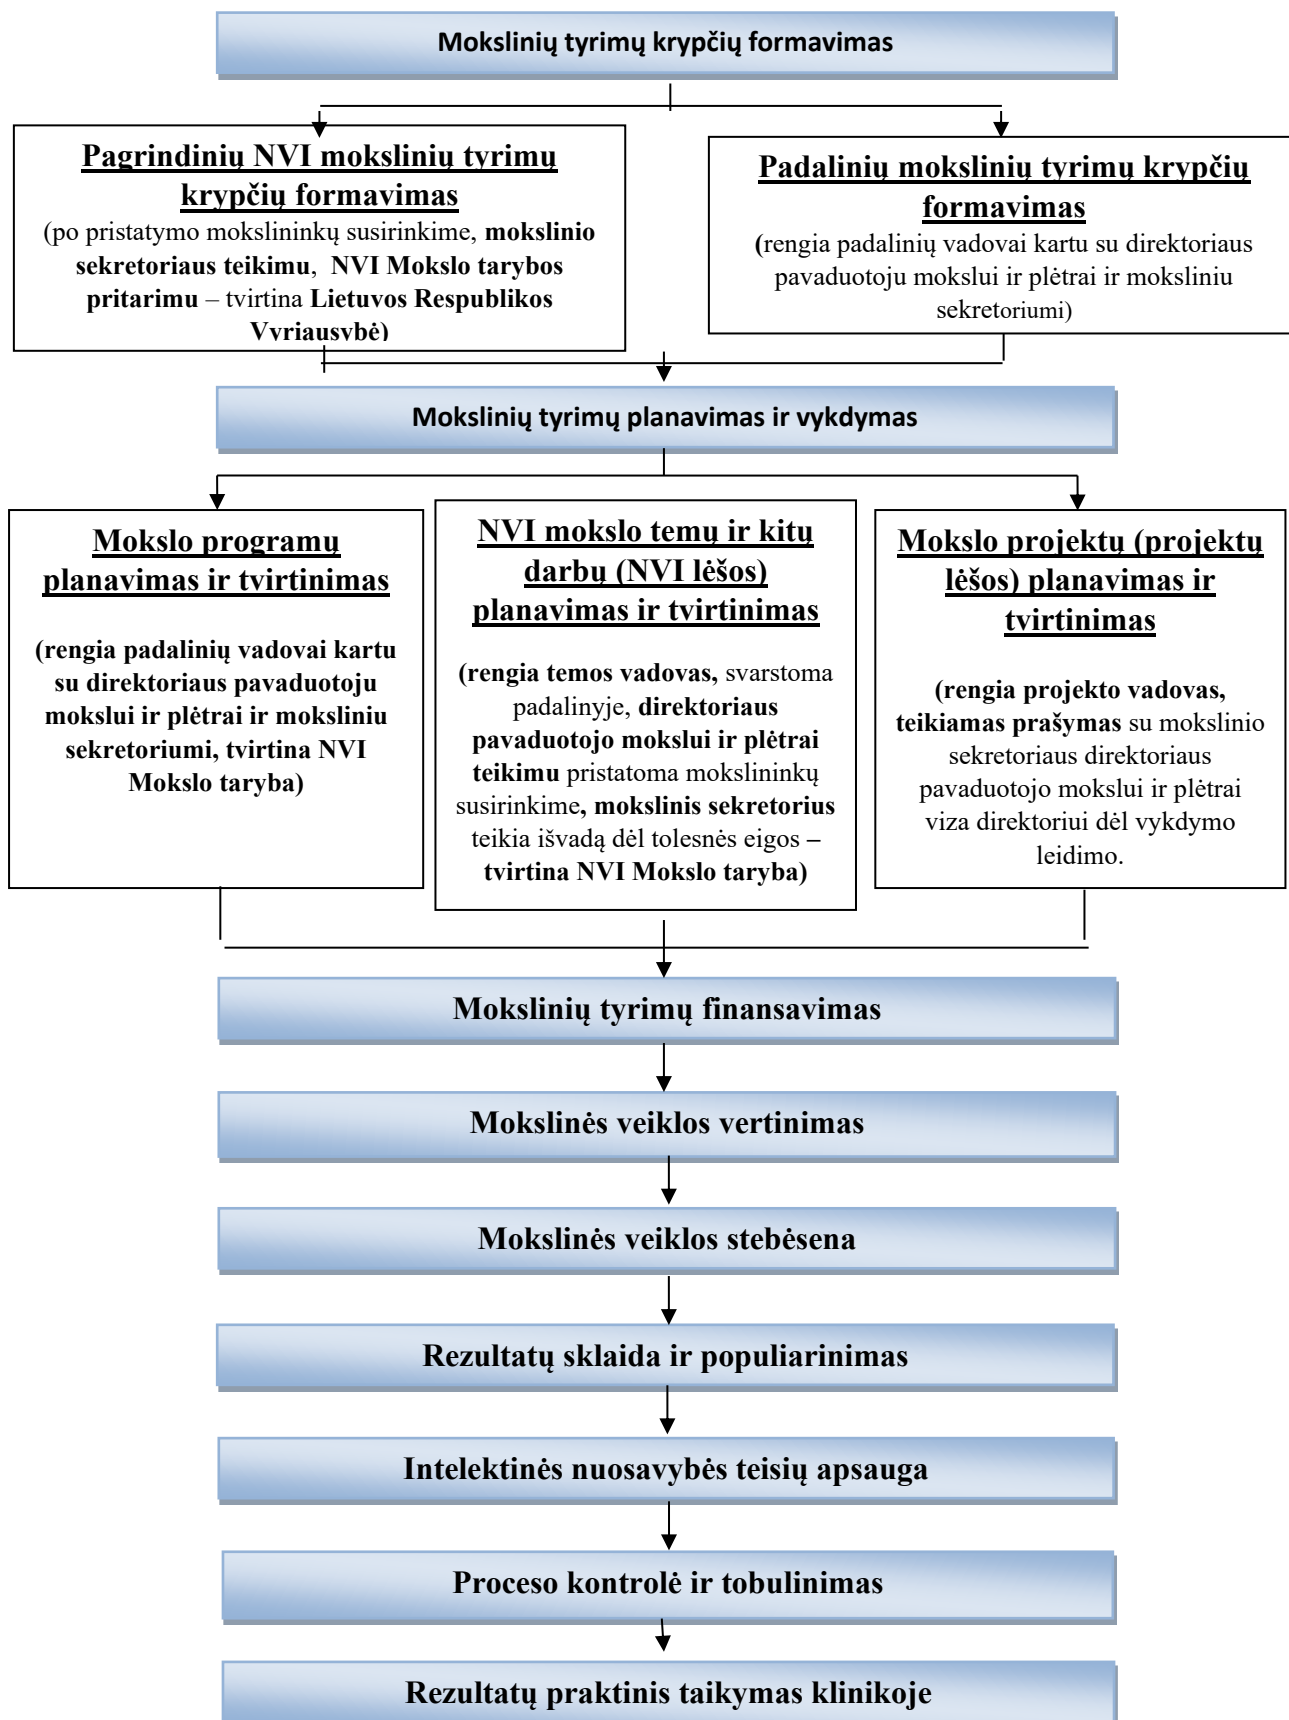 Mokslinių tyrimų krypčių formavimas
Pagrindinių NVI mokslinių tyrimų
krypčių formavimas
(po pristatymo mokslininkų susirinkime, mokslinio
sekretoriaus teikimu, NVI Mokslo tarybos
pritarimu – tvirtina Lietuvos Respublikos
Vyriausybė)
Padalinių mokslinių tyrimų krypčių
formavimas
(rengia padalinių vadovai kartu su direktoriaus
pavaduotoju mokslui ir plėtrai ir moksliniu
sekretoriumi)
Mokslinių tyrimų planavimas ir vykdymas
Mokslo programų
planavimas ir tvirtinimas
(rengia padalinių vadovai kartu
su direktoriaus pavaduotoju
mokslui ir plėtrai ir moksliniu
sekretoriumi, tvirtina NVI
Mokslo taryba)
NVI mokslo temų ir kitų
darbų (NVI lėšos)
planavimas ir tvirtinimas
(rengia temos vadovas, svarstoma
padalinyje, direktoriaus
pavaduotojo mokslui ir plėtrai
teikimu pristatoma mokslininkų
susirinkime, mokslinis sekretorius
teikia išvadą dėl tolesnės eigos –
tvirtina NVI Mokslo taryba)
Mokslo projektų (projektų
lėšos) planavimas ir
tvirtinimas
(rengia projekto vadovas,
teikiamas prašymas su mokslinio
sekretoriaus direktoriaus
pavaduotojo mokslui ir plėtrai
viza direktoriui dėl vykdymo
leidimo.
Mokslinių tyrimų finansavimas
Mokslinės veiklos vertinimas
Mokslinės veiklos stebėsena
Rezultatų sklaida ir populiarinimas
Intelektinės nuosavybės teisių apsauga
Proceso kontrolė ir tobulinimas
Rezultatų praktinis taikymas klinikoje